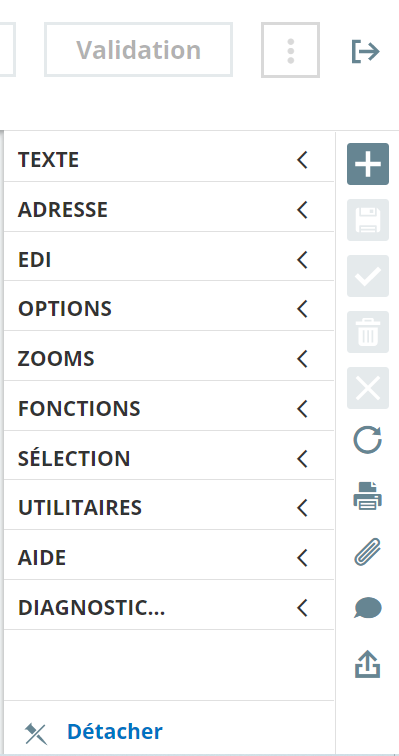 Validation
TEXTE
ADRESSE
EDI
OPTIONS
ZOOMS
FONCTIONS
SÉLECTION
UTILITAIRES
AIDE
DIAGNOSTIC...
Détacher